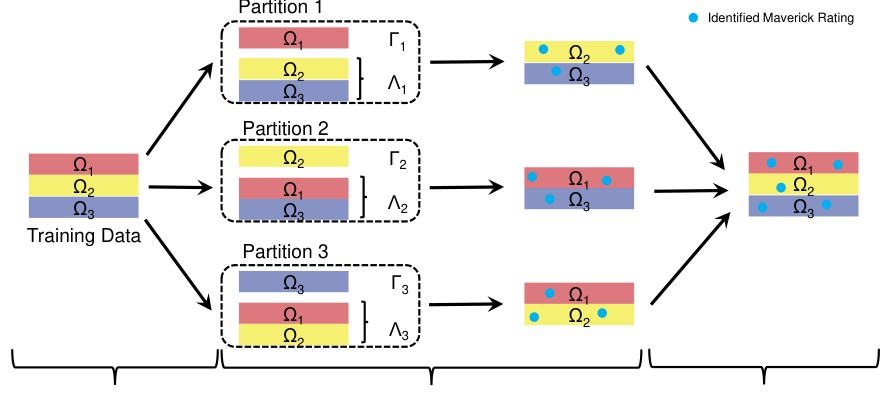 Partition 1
Identified Maverick Rating
Ω1
Γ1
Ω2
Ω3
Λ1
Ω2
Ω3
Partition 2
Ω2
Γ2
Ω1
Ω3
Λ2
Ω1
Ω3
Ω1
Ω2
Ω3
Training Data
Ω1
Ω2
Ω3
Partition 3
Ω3
Γ3
Ω1
Ω2
Λ3
Ω1
Ω2